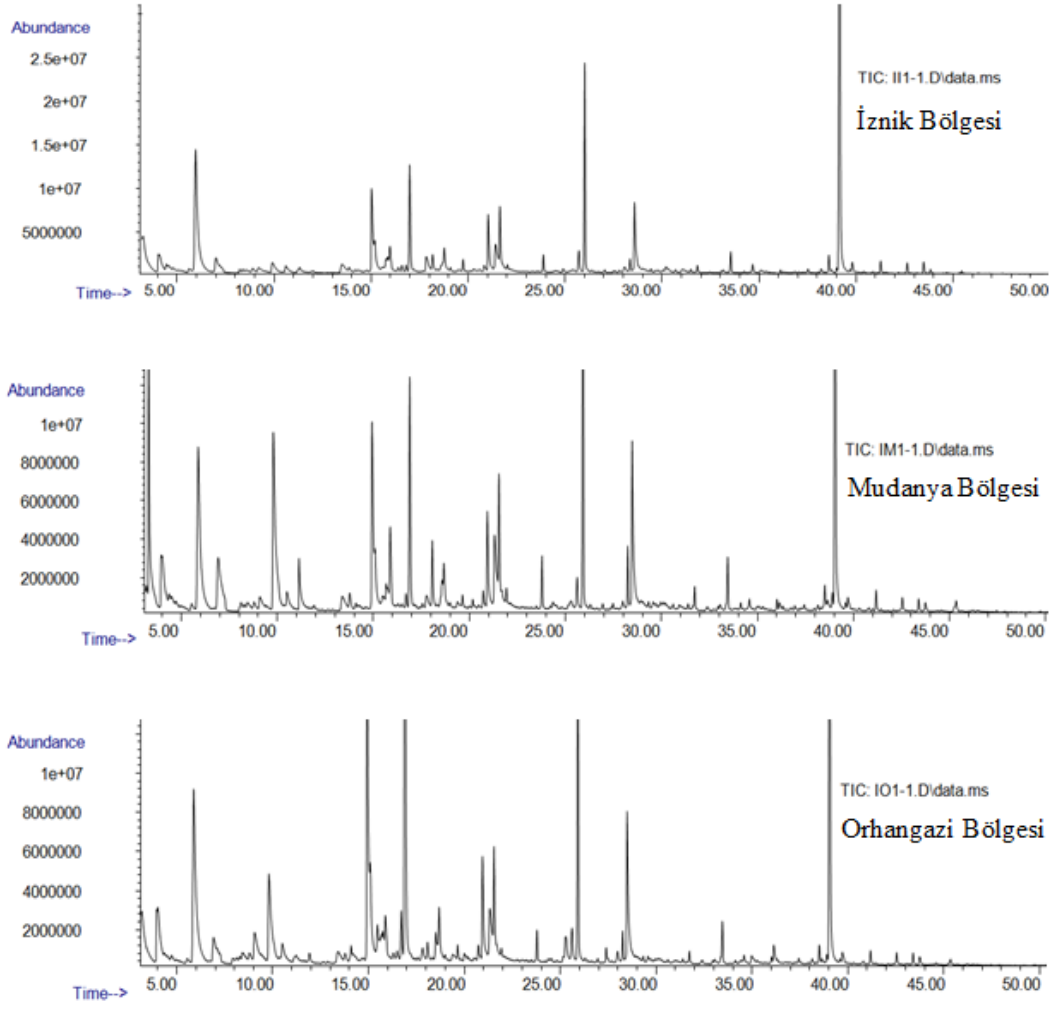 Abundance
2.5e+07
2e+07
1.5e+07
1e+07
5000000
TIC: II1-1.D\data.ms
İznik Bölgesi
Time--> 5.00 10.00 15.00 20.00 25.00 30.00 35.00 40.00 45.00 50.00
Abundance
1e+07
8000000
6000000
4000000
2000000
TIC: IM1-1.D\data.ms
Mudanya Bölgesi
Time--> 5.00 10.00 15.00 20.00 25.00 30.00 35.00 40.00 45.00 50.00
Abundance
1e+07
8000000
6000000
4000000
2000000
TIC: IO1-1.D\data.ms
Orhangazi Bölgesi
Time--> 5.00 10.00 15.00 20.00 25.00 30.00 35.00 40.00 45.00 50.00